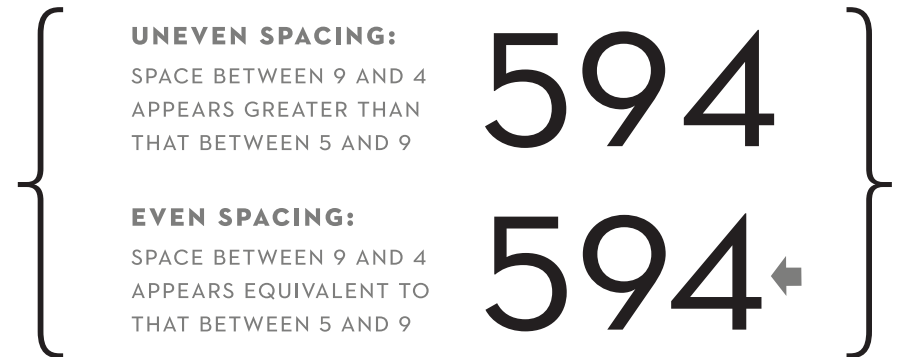 UNEVEN SPACING:
SPACE BETWEEN 9 AND 4
APPEARS GREATER THAN
THAT BETWEEN 5 AND 9
594
EVEN SPACING:
SPACE BETWEEN 9 AND 4
APPEARS EQUIVALENT TO
THAT BETWEEN 5 AND 9
594